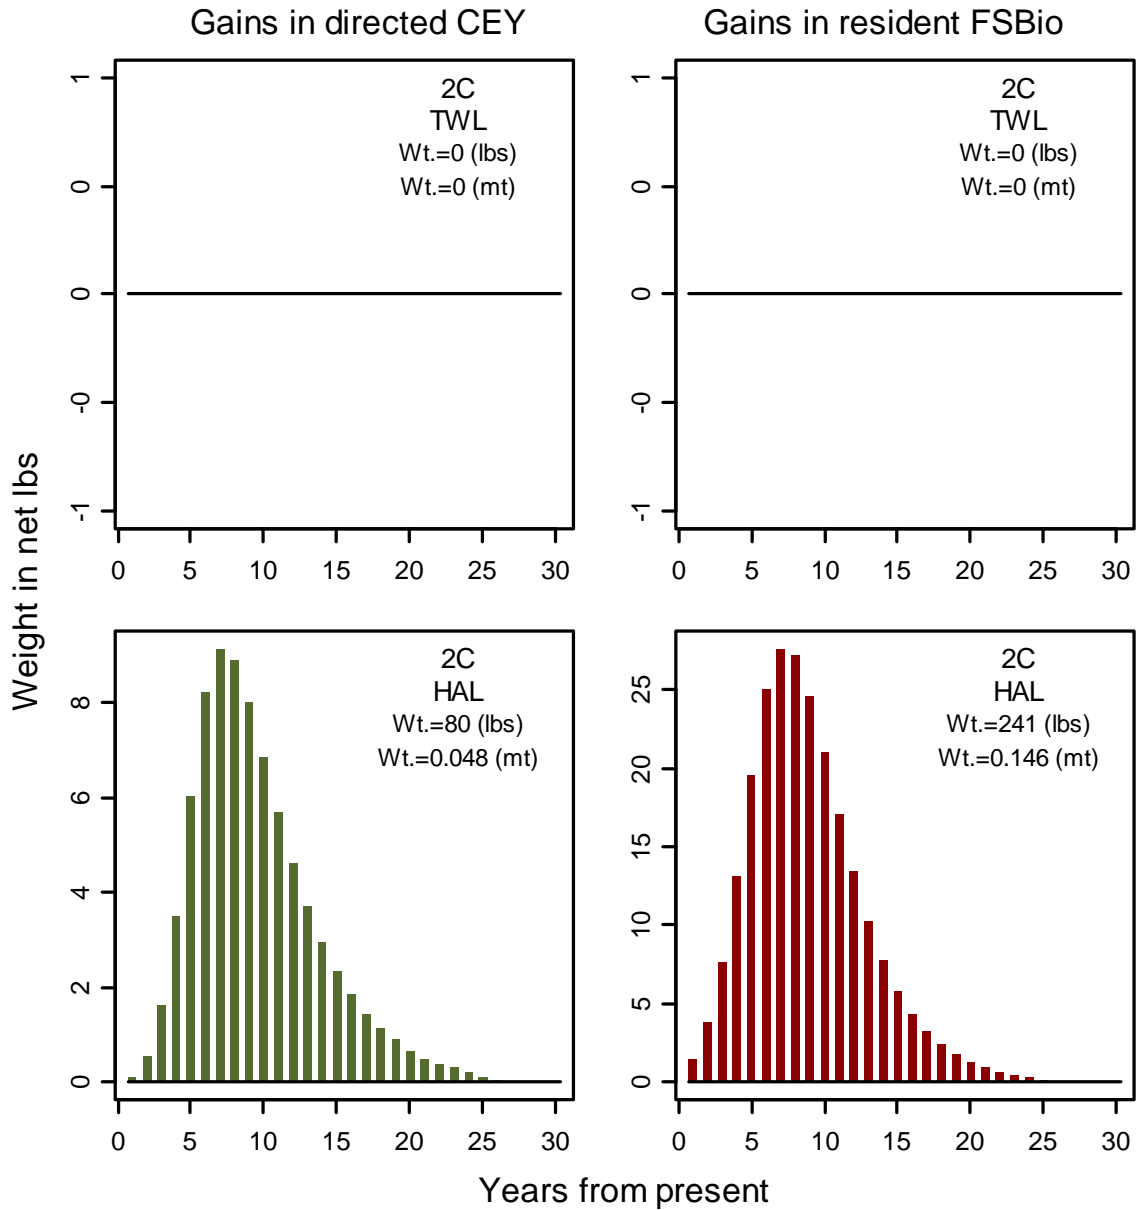 Gains in directed CEY
Gains in resident FSBio
Weight in net lbs
1
0
0
-0
-1
2C
TWL
Wt.=0 (lbs)
Wt.=0 (mt)
0 5 10 15 20 25 30
1
0
0
-0
-1
2C
TWL
Wt.=0 (lbs)
Wt.=0 (mt)
0 5 10 15 20 25 30
8
6
4
2
0
2C
HAL
Wt.=80 (lbs)
Wt.=0.048 (mt)
0 5 10 15 20 25 30
25
20
15
10
5
0
2C
HAL
Wt.=241 (lbs)
Wt.=0.146 (mt)
0 5 10 15 20 25 30
Years from present